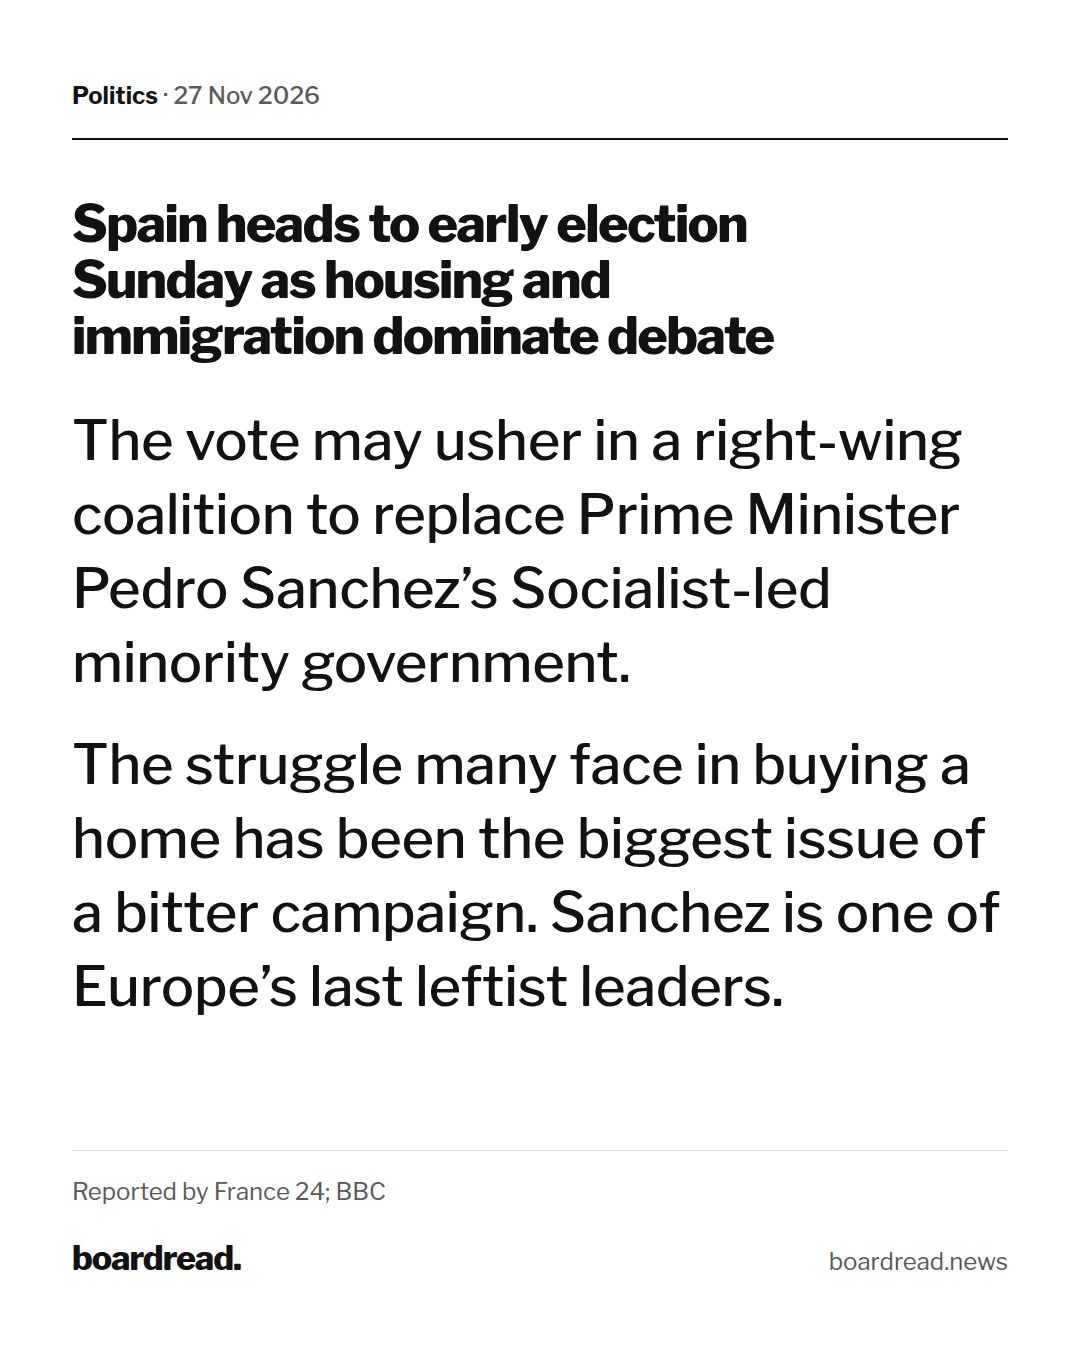 Politics · 27 Nov 2026
Spain heads to early election
Sunday as housing and
immigration dominate debate
The vote may usher in a right-wing
coalition to replace Prime Minister
Pedro Sanchez’s Socialist-led
minority government.
The struggle many face in buying a
home has been the biggest issue of
a bitter campaign. Sanchez is one of
Europe’s last leftist leaders.
Reported by France 24; BBC
boardread.
boardread.news